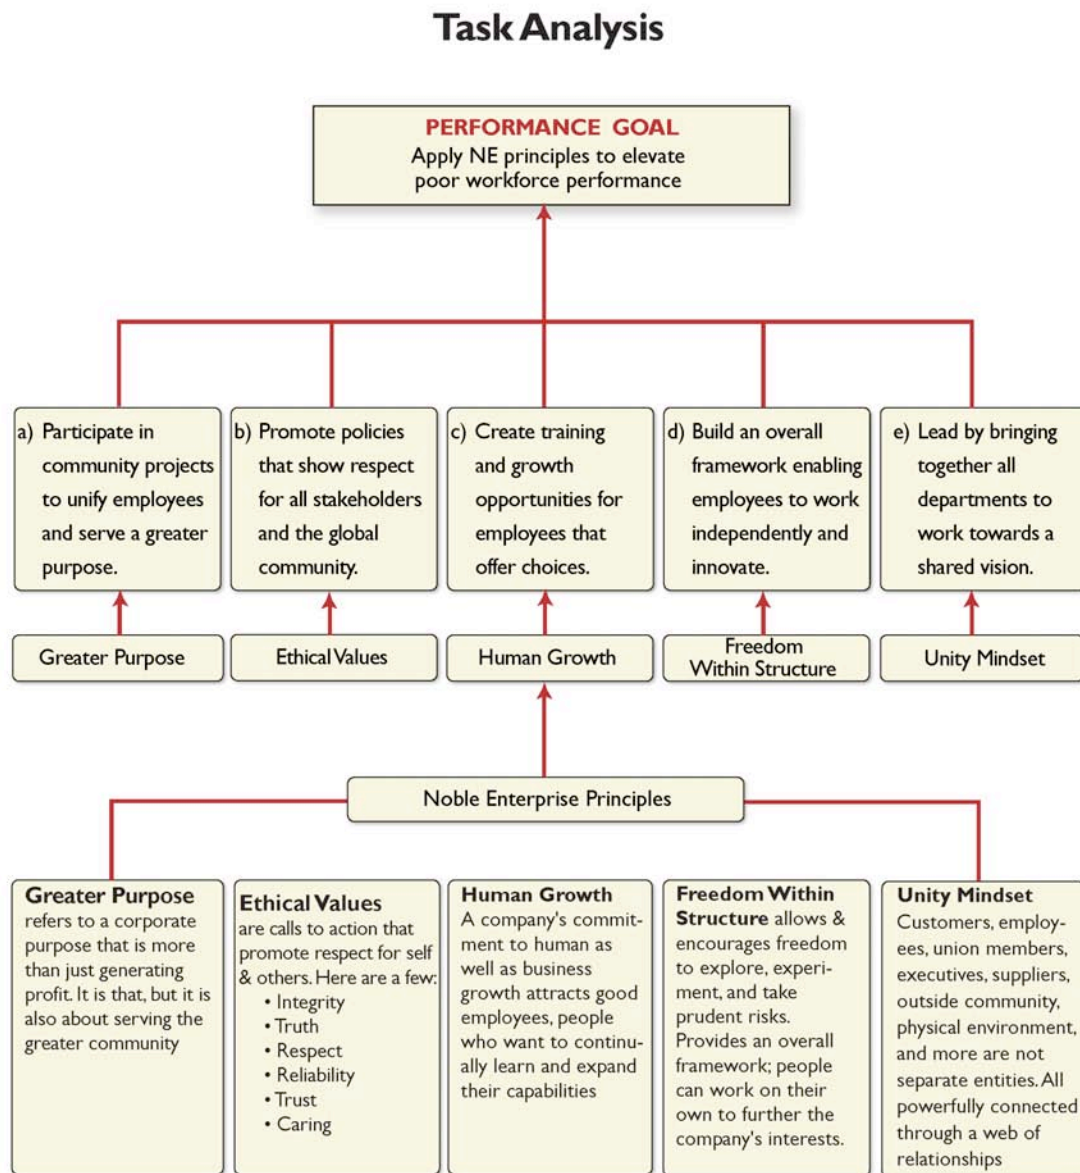 Task Analysis
PERFORMANCE GOAL
Apply NE principles to elevate
poor workforce performance
a) Participate in
community projects
to unify employees
and serve a greater
purpose.
b) Promote policies
that show respect
for all stakeholders
and the global
community.
c) Create training
and growth
opportunities for
employees that
offer choices.
d) Build an overall
framework enabling
employees to work
independently and
innovate.
e) Lead by bringing
together all
departments to
work towards a
shared vision.
Greater Purpose
Ethical Values
Human Growth
Freedom
Within Structure
Unity Mindset
Noble Enterprise Principles
Greater Purpose
refers to a corporate
purpose that is more
than just generating
profit. It is that, but it is
also about serving the
greater community
Ethical Values
are calls to action that
promote respect for self
& others. Here are a few:
• Integrity
• Truth
• Respect
• Reliability
• Trust
• Caring
Human Growth
A company's commit-
ment to human as
well as business
growth attracts good
employees, people
who want to continu-
ally learn and expand
their capabilities
Freedom Within
Structure allows &
encourages freedom
to explore, experi-
ment, and take
prudent risks.
Provides an overall
framework; people
can work on their
own to further the
company's interests.
Unity Mindset
Customers, employ-
ees, union members,
executives, suppliers,
outside community,
physical environment,
and more are not
separate entities. All
powerfully connected
through a web of
relationships